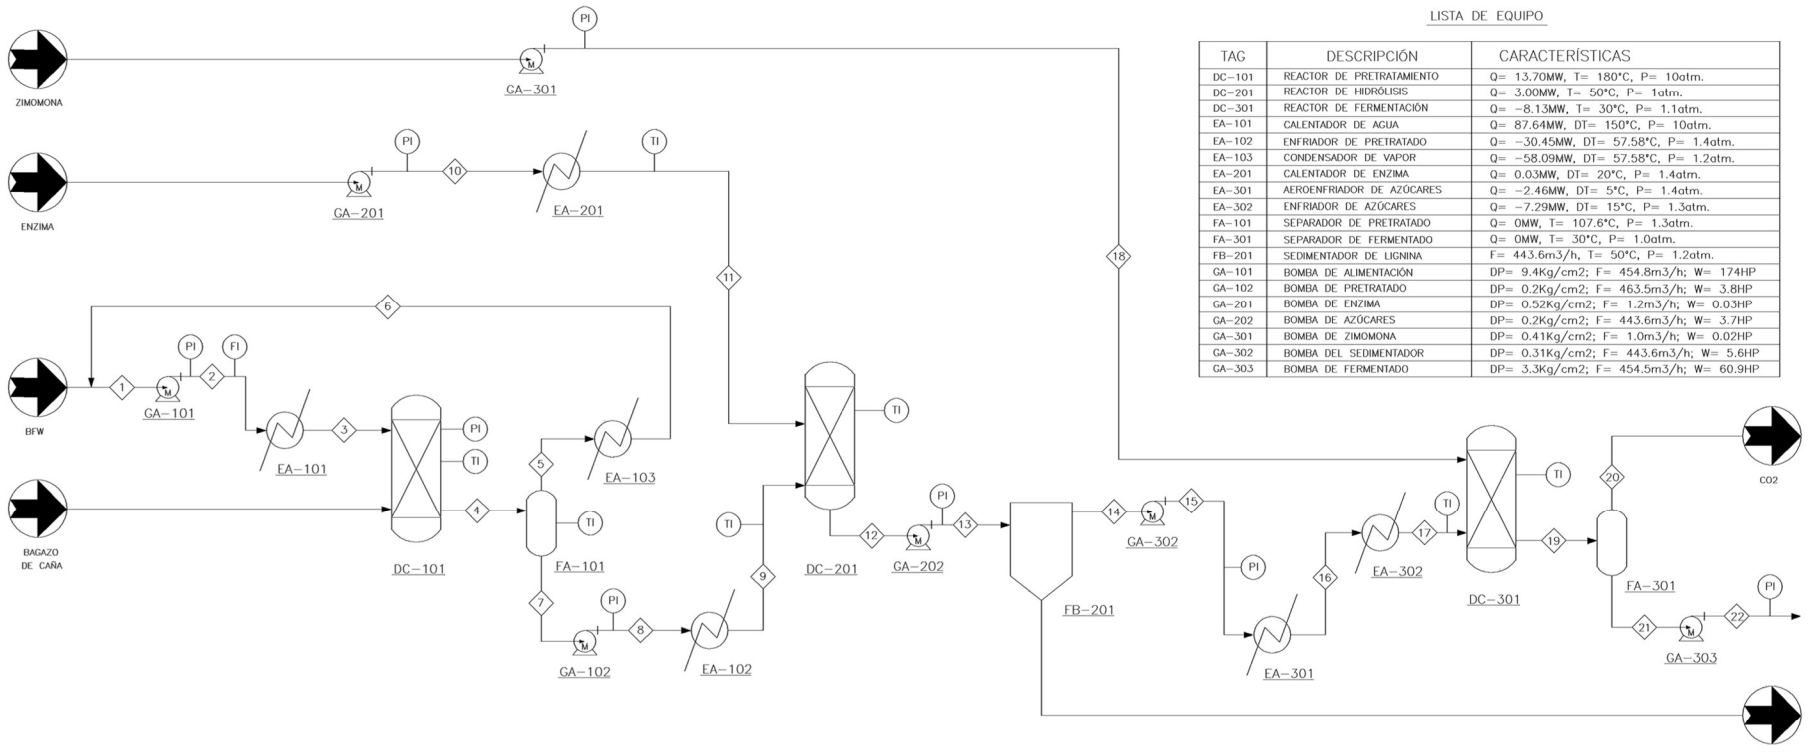 LISTA DE EQUIPO
TAG DESCRIPCIÓN CARACTERÍSTICAS
DC-101 REACTOR DE PRETRATAMIENTO Q= 13.70MW, T= 180°C, P= 10atm.
DC-201 REACTOR DE HIDRÓLISIS Q= 3.00MW, T= 50°C, P= 1atm.
DC-301 REACTOR DE FERMENTACIÓN Q= -8.13MW, T= 30°C, P= 1.1atm.
EA-101 CALENTADOR DE AGUA Q= 87.64MW, DT= 150°C, P= 10atm.
EA-102 ENFRIADOR DE PRETRATADO Q= -30.45MW, DT= 57.58°C, P= 1.4atm.
EA-103 CONDENSADOR DE VAPOR Q= -58.09MW, DT= 57.58°C, P= 1.2atm.
EA-201 CALENTADOR DE ENZIMA Q= 0.03MW, DT= 20°C, P= 1.4atm.
EA-301 AEROENFRIADOR DE AZÚCARES Q= -2.46MW, DT= 5°C, P= 1.4atm.
EA-302 ENFRIADOR DE AZÚCARES Q= -7.29MW, DT= 15°C, P= 1.3atm.
FA-101 SEPARADOR DE PRETRATADO Q= 0MW, T= 107.6°C, P= 1.3atm.
FA-301 SEPARADOR DE FERMENTADO Q= 0MW, T= 30°C, P= 1.0atm.
FB-201 SEDIMENTADOR DE LIGNINA F= 443.6m3/h, T= 50°C, P= 1.2atm.
GA-101 BOMBA DE ALIMENTACIÓN DP= 9.4Kg/cm2; F= 454.8m3/h; W= 174HP
GA-102 BOMBA DE PRETRATADO DP= 0.2Kg/cm2; F= 463.5m3/h; W= 3.8HP
GA-201 BOMBA DE ENZIMA DP= 0.52Kg/cm2; F= 1.2m3/h; W= 0.03HP
GA-202 BOMBA DE AZÚCARES DP= 0.2Kg/cm2; F= 443.6m3/h; W= 3.7HP
GA-301 BOMBA DE ZIMOMONA DP= 0.41Kg/cm2; F= 1.0m3/h; W= 0.02HP
GA-302 BOMBA DEL SEDIMENTADOR DP= 0.31Kg/cm2; F= 443.6m3/h; W= 5.6HP
GA-303 BOMBA DE FERMENTADO DP= 3.3Kg/cm2; F= 454.5m3/h; W= 60.9HP
PI
M
ZIMOMONA
GA-301
PI
TI
10
M
GA-201
EA-201
ENZIMA
18
11
6
PI
FI
1
2
M
GA-101
BFW
3
EA-101
PI
TI
5
EA-103
4
TI
BAGAZO
DE CAÑA
DC-101
FA-101
7
PI
8
M
GA-102
EA-102
9
TI
TI
DC-201
12
PI
13
M
GA-202
FB-201
14
15
M
GA-302
PI
16
EA-301
TI
17
EA-302
TI
DC-301
19
20
CO2
FA-301
21
22
PI
M
GA-303